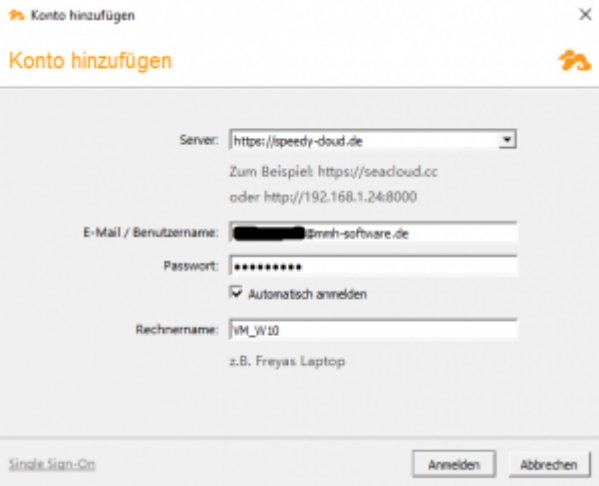 Konto hinzufügen
Konto hinzufügen
Server: https://speedy-cloud.de
Zum Beispiel: https://seacloud.cc
oder http://192.168.1.24:8000
E-Mail / Benutzername: @mmh-software.de
Passwort: •••••••••
Automatisch anmelden
Rechnername: VM_W10
z.B. Freyas Laptop
Single Sign-On Anmelden Abbrechen